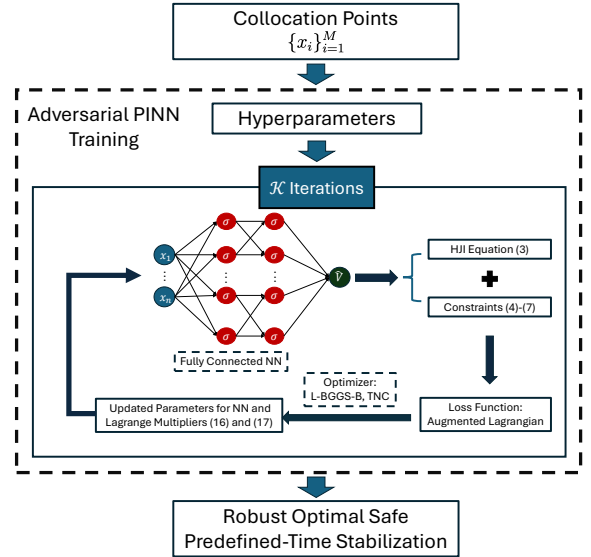 Collocation Points
{x_i}_{i=1}^M
Adversarial PINN
Training
Hyperparameters
𝒦 Iterations
σ σ
x_1 σ σ
⋮ ⋮ ⋮
x_n σ σ
σ σ
V̂
HJI Equation (3)
+
Constraints (4)-(7)
Fully Connected NN
Optimizer:
L-BGGS-B, TNC
Updated Parameters for NN and
Lagrange Multipliers (16) and (17)
Loss Function:
Augmented Lagrangian
Robust Optimal Safe
Predefined-Time Stabilization